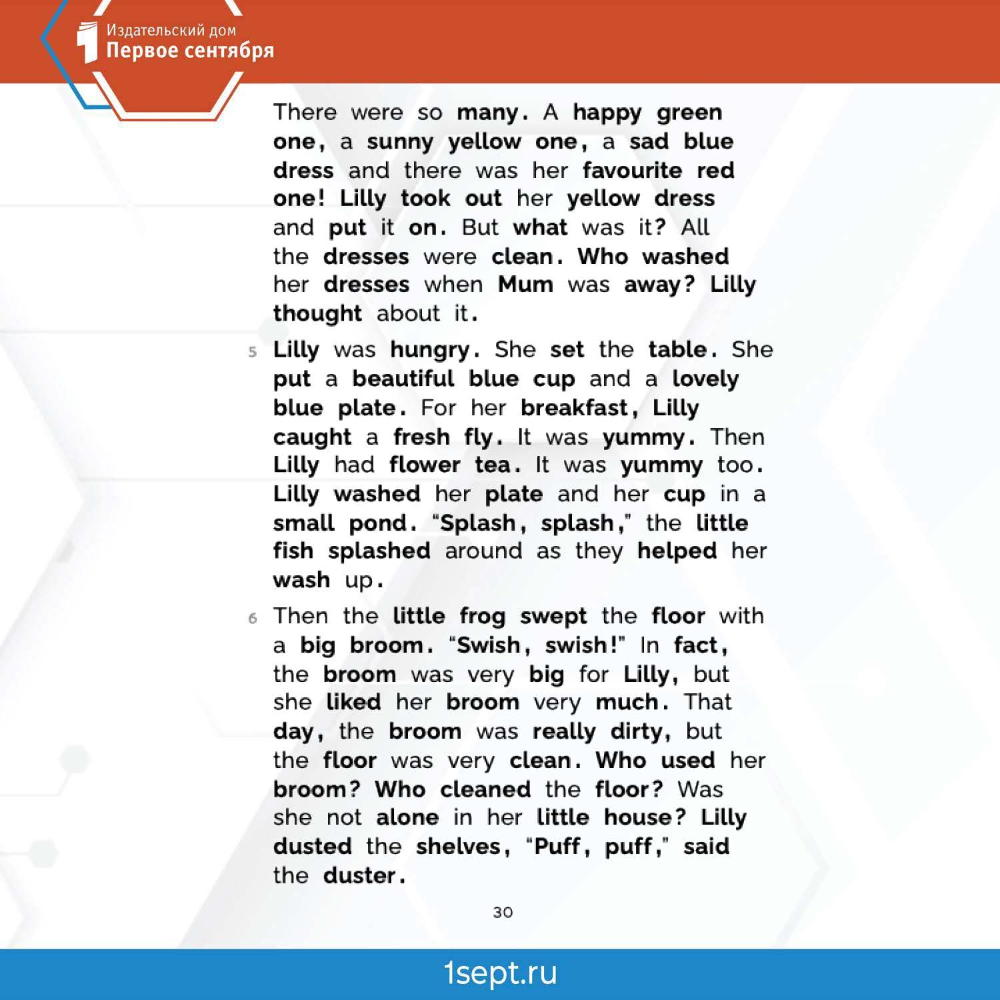 Издательский дом
Первое сентября
There were so many. A happy green
one, a sunny yellow one, a sad blue
dress and there was her favourite red
one! Lilly took out her yellow dress
and put it on. But what was it? All
the dresses were clean. Who washed
her dresses when Mum was away? Lilly
thought about it.
5 Lilly was hungry. She set the table. She
put a beautiful blue cup and a lovely
blue plate. For her breakfast, Lilly
caught a fresh fly. It was yummy. Then
Lilly had flower tea. It was yummy too.
Lilly washed her plate and her cup in a
small pond. “Splash, splash,” the little
fish splashed around as they helped her
wash up.
6 Then the little frog swept the floor with
a big broom. “Swish, swish!” In fact,
the broom was very big for Lilly, but
she liked her broom very much. That
day, the broom was really dirty, but
the floor was very clean. Who used her
broom? Who cleaned the floor? Was
she not alone in her little house? Lilly
dusted the shelves, “Puff, puff,” said
the duster.
30
1sept.ru